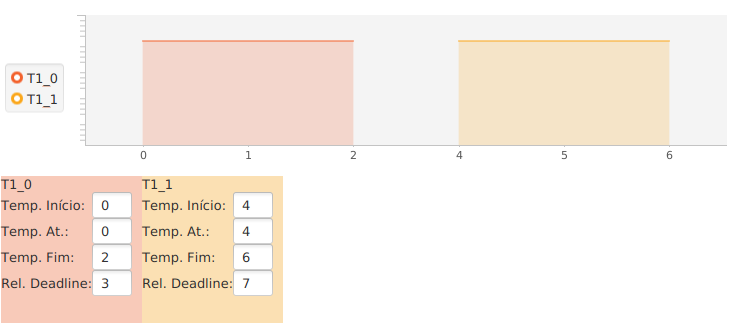 T1_0
T1_1
0 1 2 4 5 6
T1_0 T1_1
Temp. Início: 0 Temp. Início: 4
Temp. At.: 0 Temp. At.: 4
Temp. Fim: 2 Temp. Fim: 6
Rel. Deadline: 3 Rel. Deadline: 7